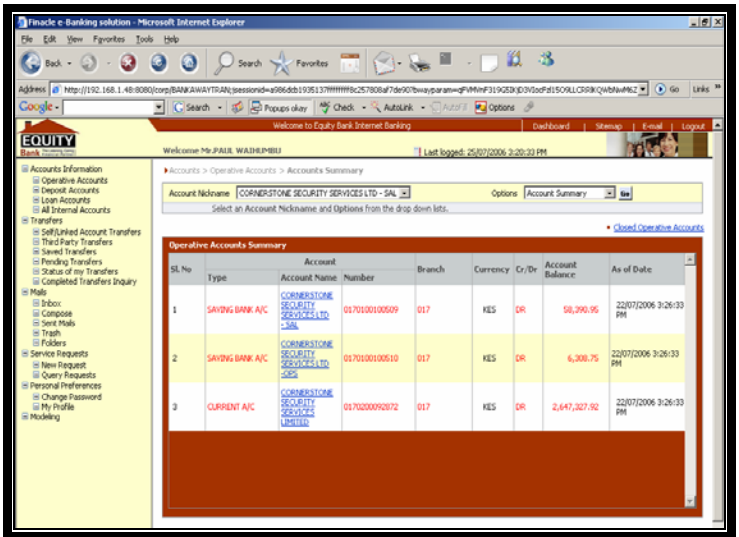 Finacle e-Banking solution - Microsoft Internet Explorer
File Edit View Favorites Tools Help
Back Search Favorites
Address http://192.168.1.48:8080/corp/BANKAWAYTRAN;jsessionid= Go Links
Google Search Popups okay Check AutoLink AutoFill Options
EQUITY
Bank
Welcome to Equity Bank Internet Banking
Dashboard | Sitemap | E-mail | Logout
Welcome Mr.PAUL WAIHUMBU
Last logged: 25/07/2006 3:20:33 PM
Accounts Information
Operative Accounts
Deposit Accounts
Loan Accounts
All Internal Accounts
Transfers
Self/Linked Account Transfers
Third Party Transfers
Saved Transfers
Pending Transfers
Status of my Transfers
Completed Transfers Inquiry
Mails
Inbox
Compose
Sent Mails
Trash
Folders
Service Requests
New Request
Query Requests
Personal Preferences
Change Password
My Profile
Modeling
Accounts > Operative Accounts > Accounts Summary
Account Nickname CORNERSTONE SECURITY SERVICES LTD - SAL Options Account Summary Go
Select an Account Nickname and Options from the drop down lists.
Closed Operative Accounts
Operative Accounts Summary
Sl. No Account Branch Currency Cr/Dr Account Balance As of Date
Type Account Name Number
1 SAVING BANK A/C CORNERSTONE SECURITY SERVICES LTD - SAL 0170100100509 017 KES DR 58,390.95 22/07/2006 3:26:33 PM
2 SAVING BANK A/C CORNERSTONE SECURITY SERVICES LTD -OPS 0170100100510 017 KES DR 6,308.75 22/07/2006 3:26:33 PM
3 CURRENT A/C CORNERSTONE SECURITY SERVICES LIMITED 0170200092872 017 KES DR 2,647,327.92 22/07/2006 3:26:33 PM